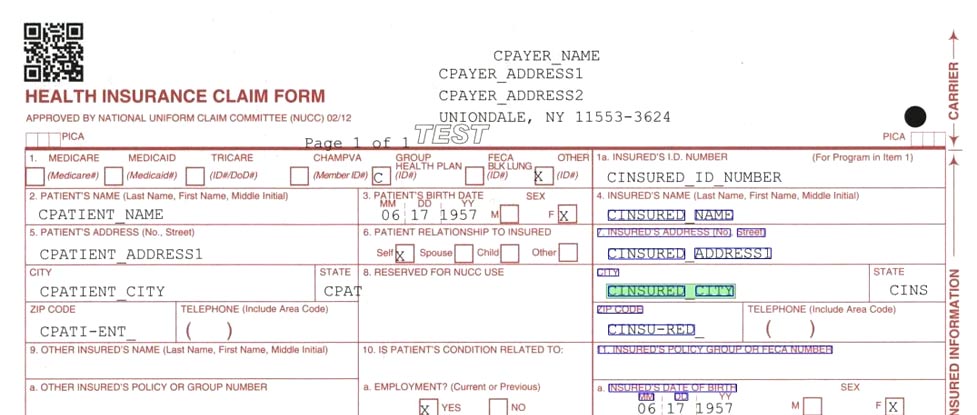 CPAYER_NAME
CPAYER_ADDRESS1
HEALTH INSURANCE CLAIM FORM
CPAYER_ADDRESS2
APPROVED BY NATIONAL UNIFORM CLAIM COMMITTEE (NUCC) 02/12
UNIONDALE, NY 11553-3624
CARRIER
PICA
Page 1 of 1
TEST
PICA
1. MEDICARE MEDICAID TRICARE CHAMPVA GROUP HEALTH PLAN FECA BLK LUNG OTHER
1a. INSURED'S I.D. NUMBER (For Program in Item 1)
(Medicare#) (Medicaid#) (ID#/DoD#) (Member ID#) C (ID#) (ID#) X (ID#)
CINSURED_ID_NUMBER
2. PATIENT'S NAME (Last Name, First Name, Middle Initial)
CPATIENT_NAME
3. PATIENT'S BIRTH DATE SEX
MM DD YY
06 17 1957 M F X
4. INSURED'S NAME (Last Name, First Name, Middle Initial)
CINSURED_NAME
5. PATIENT'S ADDRESS (No., Street)
CPATIENT_ADDRESS1
6. PATIENT RELATIONSHIP TO INSURED
Self X Spouse Child Other
7. INSURED'S ADDRESS (No., Street)
CINSURED_ADDRESS1
CITY STATE
CPATIENT_CITY CPAT
8. RESERVED FOR NUCC USE
CITY STATE
CINSURED_CITY CINS
ZIP CODE TELEPHONE (Include Area Code)
CPATI-ENT_ ( )
ZIP CODE TELEPHONE (Include Area Code)
CINSU-RED_ ( )
9. OTHER INSURED'S NAME (Last Name, First Name, Middle Initial)
10. IS PATIENT'S CONDITION RELATED TO:
11. INSURED'S POLICY GROUP OR FECA NUMBER
a. OTHER INSURED'S POLICY OR GROUP NUMBER
a. EMPLOYMENT? (Current or Previous)
X YES NO
a. INSURED'S DATE OF BIRTH SEX
MM DD YY
06 17 1957 M F X
INSURED INFORMATION